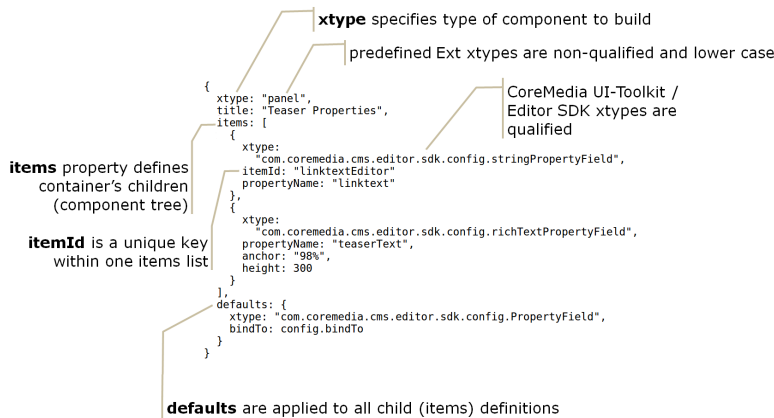 xtype specifies type of component to build
predefined Ext xtypes are non-qualified and lower case
CoreMedia UI-Toolkit /
Editor SDK xtypes are
qualified
{
  xtype: "panel",
  title: "Teaser Properties",
  items: [
    {
      xtype:
        "com.coremedia.cms.editor.sdk.config.stringPropertyField",
      itemId: "linktextEditor"
      propertyName: "linktext"
    },
    {
      xtype:
        "com.coremedia.cms.editor.sdk.config.richTextPropertyField",
      propertyName: "teaserText",
      anchor: "98%",
      height: 300
    }
  ],
  defaults: {
    xtype: "com.coremedia.cms.editor.sdk.config.PropertyField",
    bindTo: config.bindTo
  }
}
items property defines
container's children
(component tree)
itemId is a unique key
within one items list
defaults are applied to all child (items) definitions